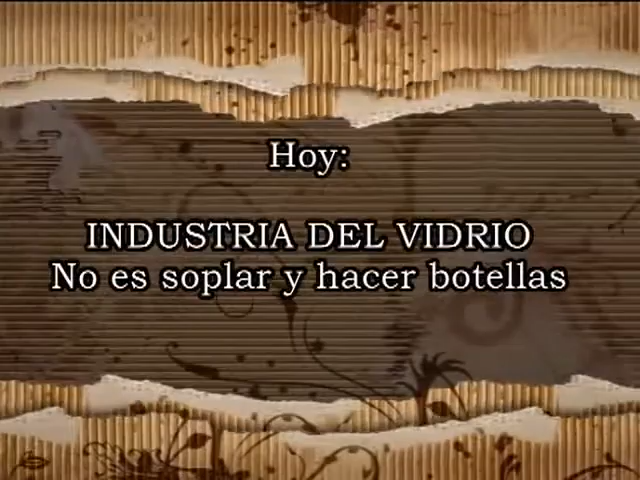 Hoy:
INDUSTRIA DEL VIDRIO
No es soplar y hacer botellas